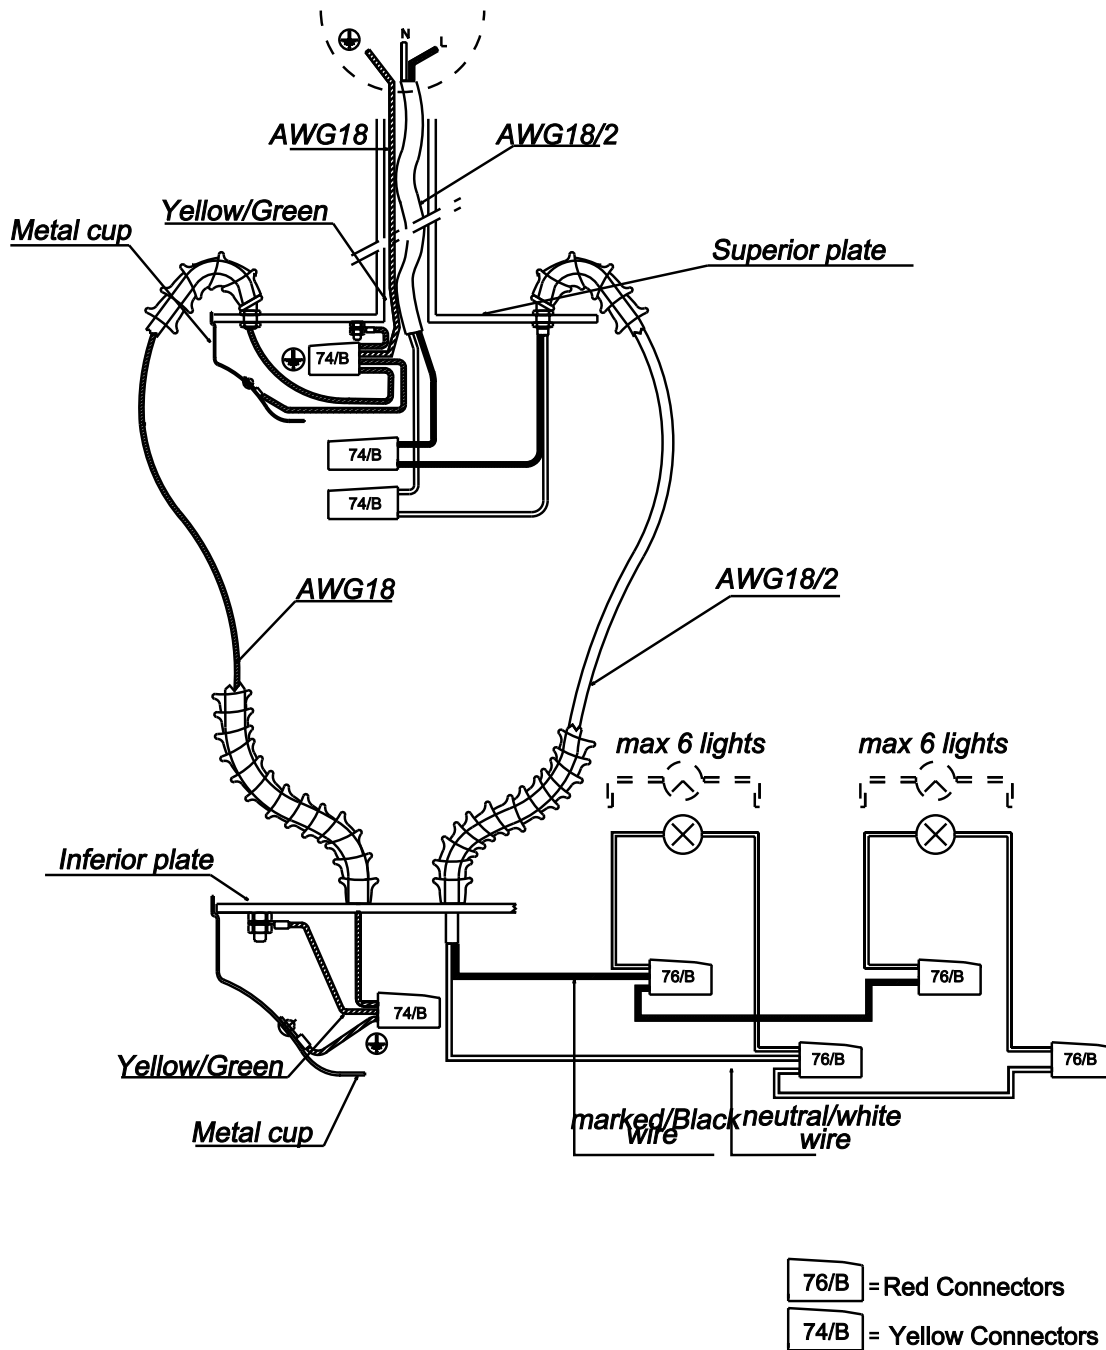 N
L
AWG18
AWG18/2
Yellow/Green
Metal cup
Superior plate
74/B
74/B
74/B
AWG18
AWG18/2
max 6 lights
max 6 lights
Inferior plate
76/B
76/B
74/B
76/B
76/B
Yellow/Green
Metal cup
marked/Black
wire
neutral/white
wire
76/B = Red Connectors
74/B = Yellow Connectors